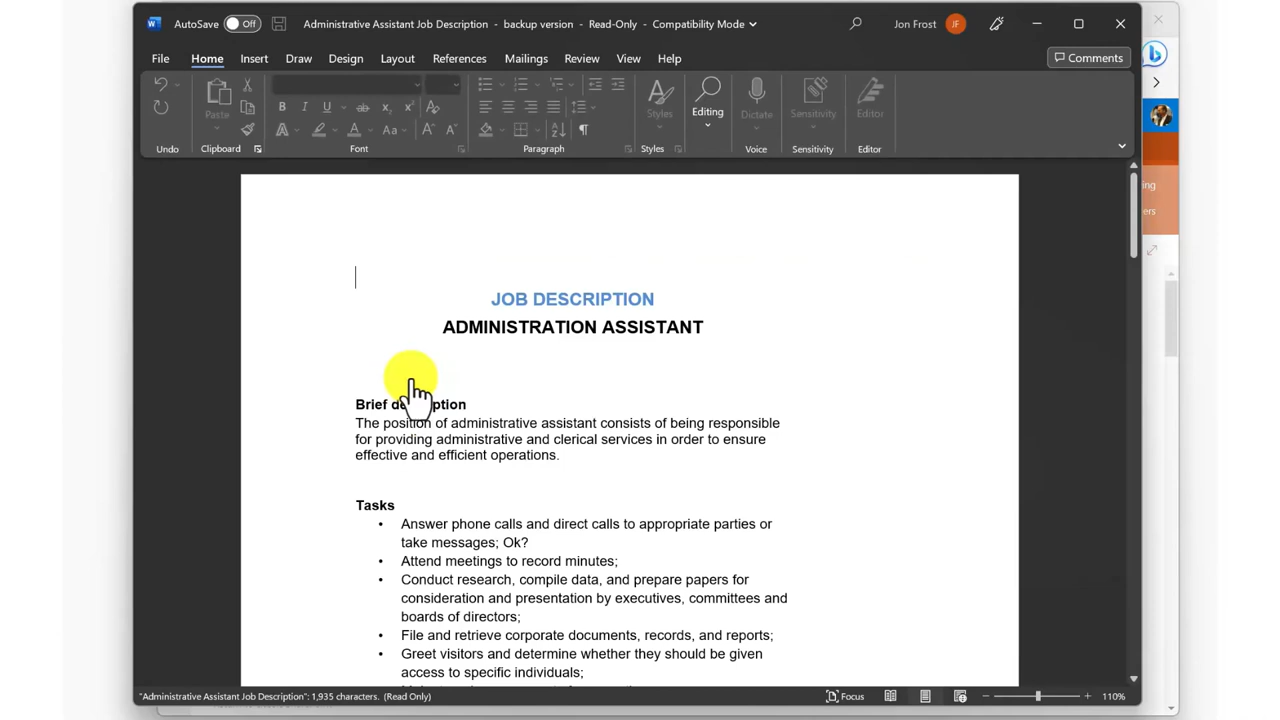 AutoSave Off Administrative Assistant Job Description - backup version - Read-Only - Compatibility Mode Jon Frost JF
File Home Insert Draw Design Layout References Mailings Review View Help Comments
Paste Styles Editing Dictate Sensitivity Editor
Undo Clipboard Font Paragraph Styles Voice Sensitivity Editor
JOB DESCRIPTION
ADMINISTRATION ASSISTANT
Brief
The position of administrative assistant consists of being responsible
for providing administrative and clerical services in order to ensure
effective and efficient operations.
Tasks
• Answer phone calls and direct calls to appropriate parties or
take messages; Ok?
• Attend meetings to record minutes;
• Conduct research, compile data, and prepare papers for
consideration and presentation by executives, committees and
boards of directors;
• File and retrieve corporate documents, records, and reports;
• Greet visitors and determine whether they should be given
access to specific individuals;
"Administrative Assistant Job Description": 1,935 characters. (Read Only) Focus 110%